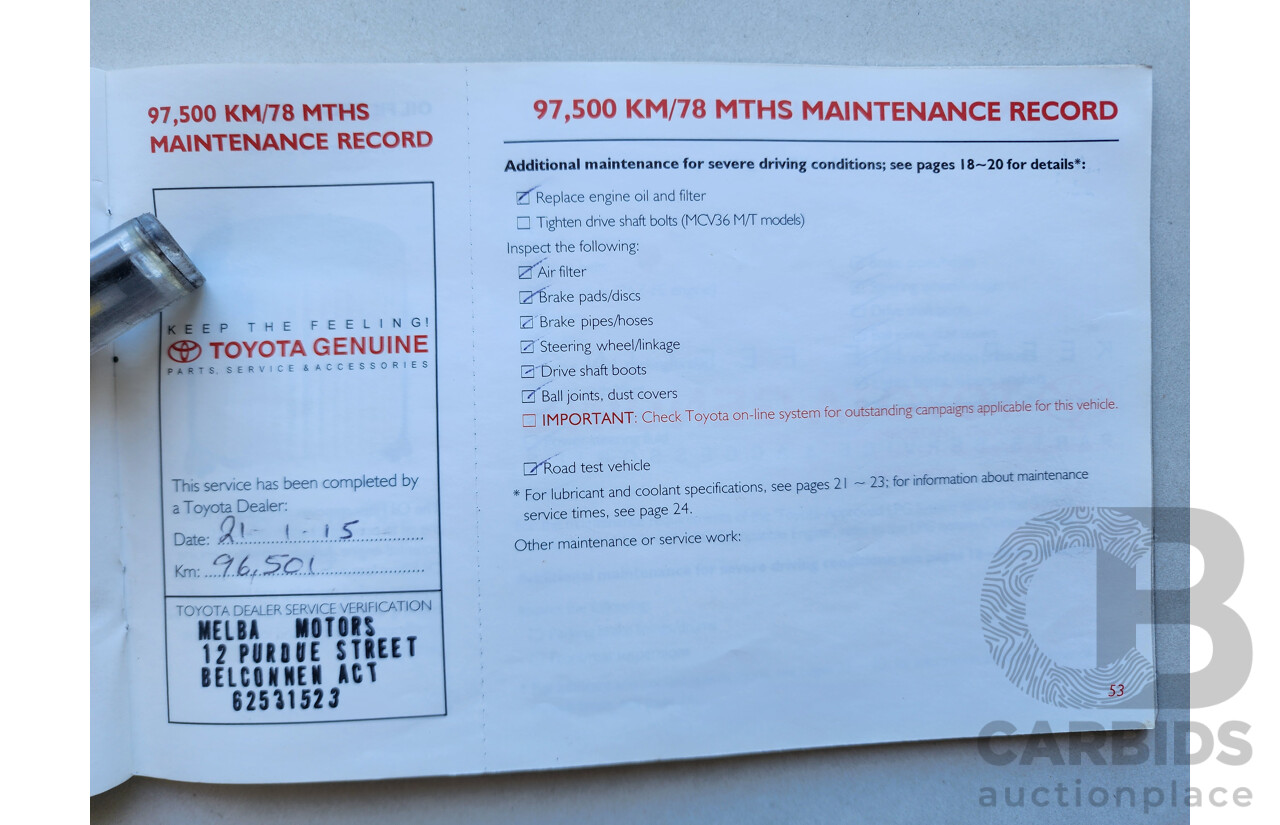 97,500 KM/78 MTHS
MAINTENANCE RECORD
KEEP THE FEELING!
TOYOTA GENUINE
PARTS, SERVICE & ACCESSORIES
This service has been completed by
a Toyota Dealer:
Date: 21-1-15
Km: 96,501
TOYOTA DEALER SERVICE VERIFICATION
MELBA MOTORS
12 PURDUE STREET
BELCONNEN ACT
62531523
97,500 KM/78 MTHS MAINTENANCE RECORD
Additional maintenance for severe driving conditions; see pages 18~20 for details*:
Replace engine oil and filter
Tighten drive shaft bolts (MCV36 M/T models)
Inspect the following:
Air filter
Brake pads/discs
Brake pipes/hoses
Steering wheel/linkage
Drive shaft boots
Ball joints, dust covers
IMPORTANT: Check Toyota on-line system for outstanding campaigns applicable for this vehicle.
Road test vehicle
* For lubricant and coolant specifications, see pages 21 ~ 23; for information about maintenance
service times, see page 24.
Other maintenance or service work:
53
CB
CARBIDS
auctionplace